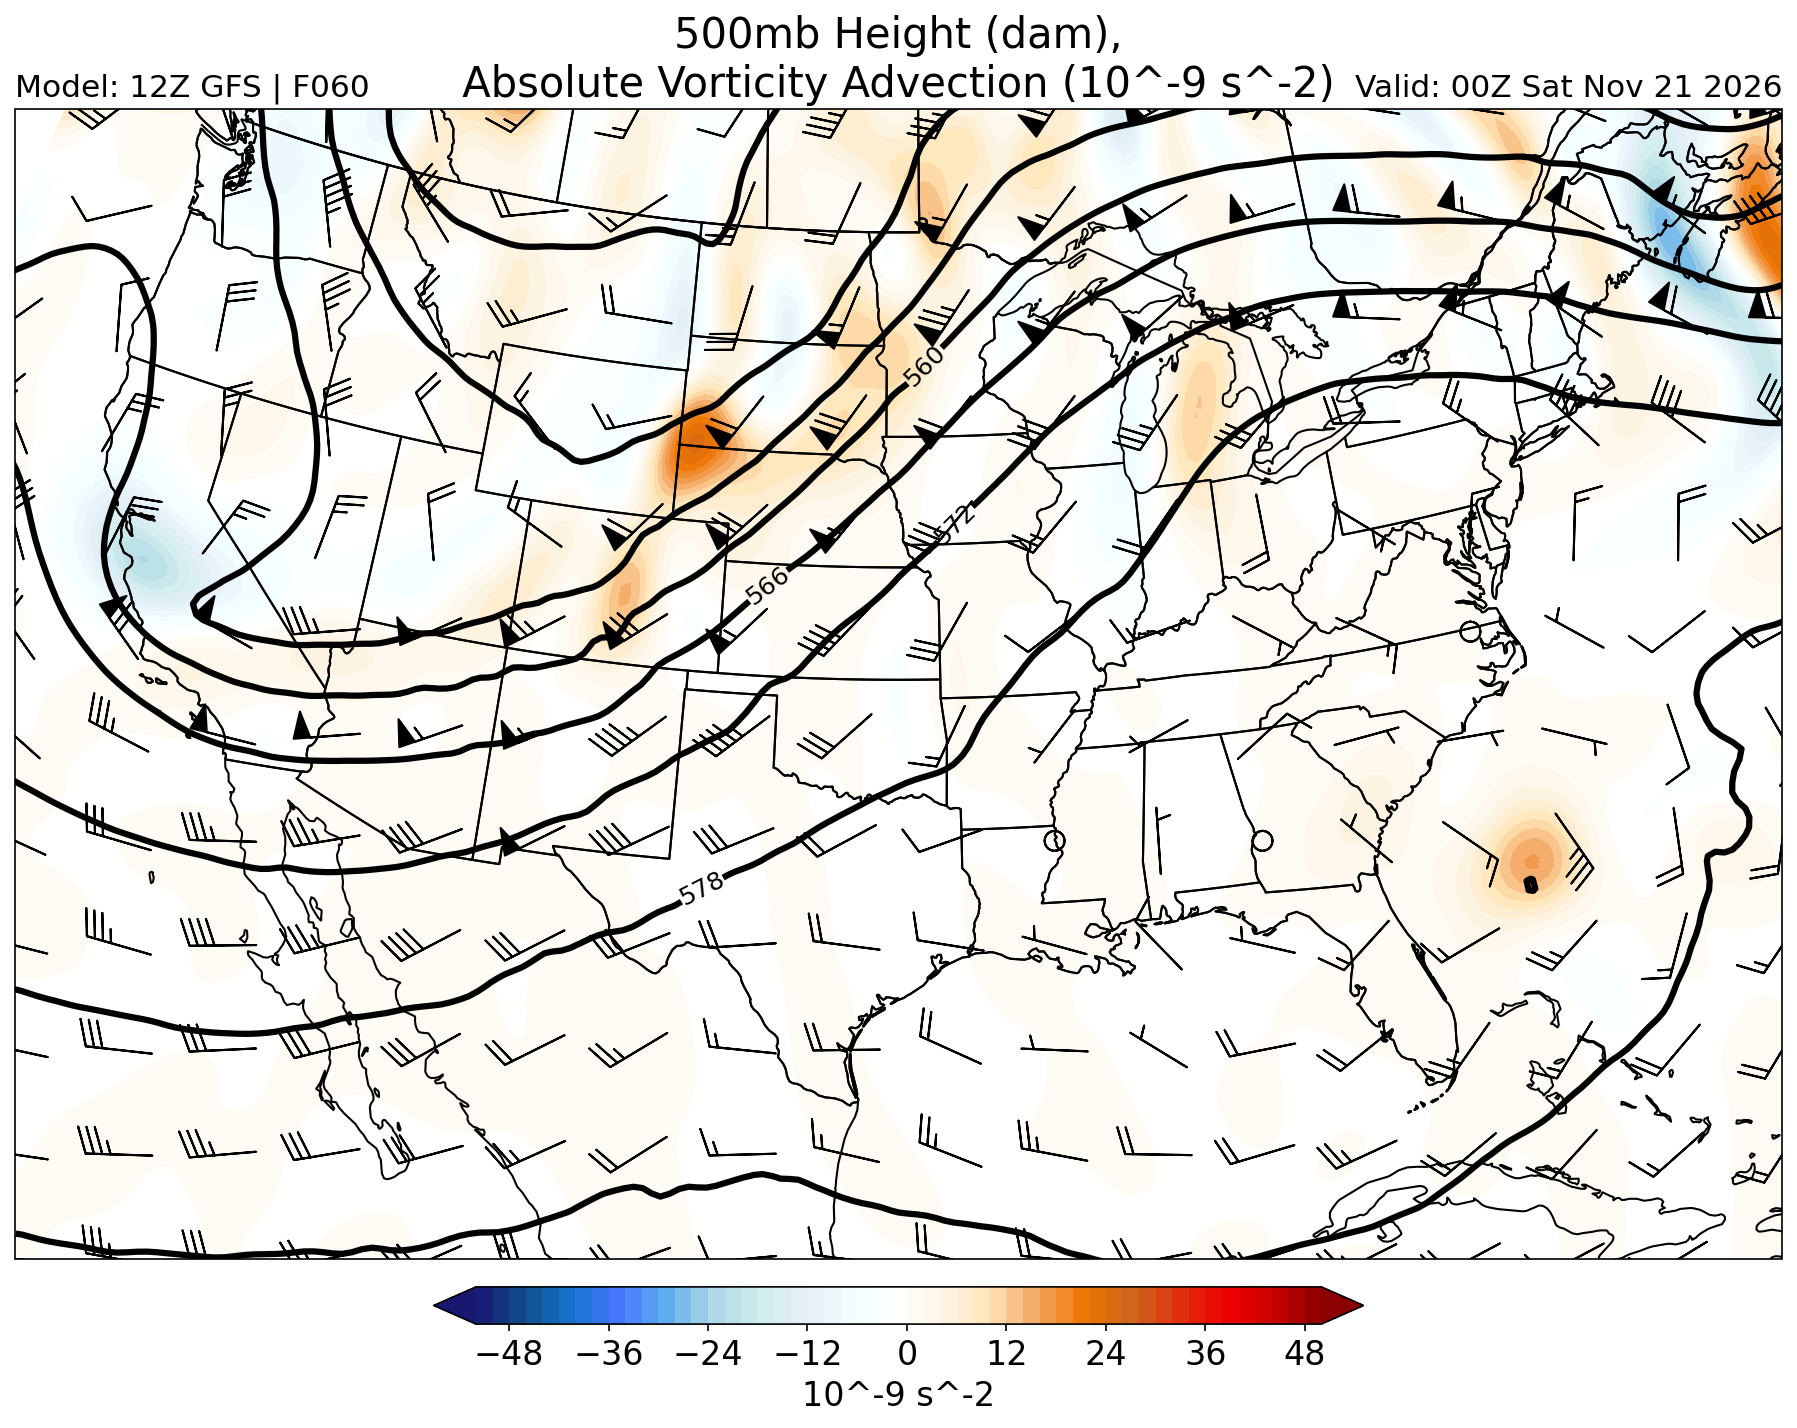 500mb Height (dam),
Model: 12Z GFS | F060
Absolute Vorticity Advection (10^-9 s^-2)
Valid: 00Z Sat Nov 21 2026
560
572
566
578
−48 −36 −24 −12 0 12 24 36 48
10^-9 s^-2